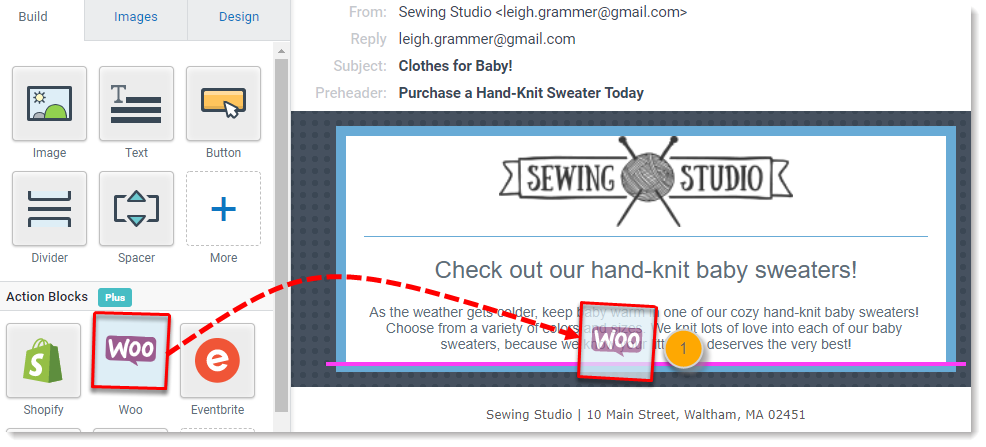 Build
Images
Design
Image
Text
Button
Divider
Spacer
More
Action Blocks
Plus
WOO
Shopify
Woo
Eventbrite
From: Sewing Studio <leigh.grammer@gmail.com>
Reply leigh.grammer@gmail.com
Subject: Clothes for Baby!
Preheader: Purchase a Hand-Knit Sweater Today
SEWING STUDIO
Check out our hand-knit baby sweaters!
As the weather gets colder, keep baby warm in one of our cozy hand-knit baby sweaters!
Choose from a variety of colors and sizes. We knit lots of love into each of our baby
sweaters, because we deserves the very best!
WOO
1
Sewing Studio | 10 Main Street, Waltham, MA 02451